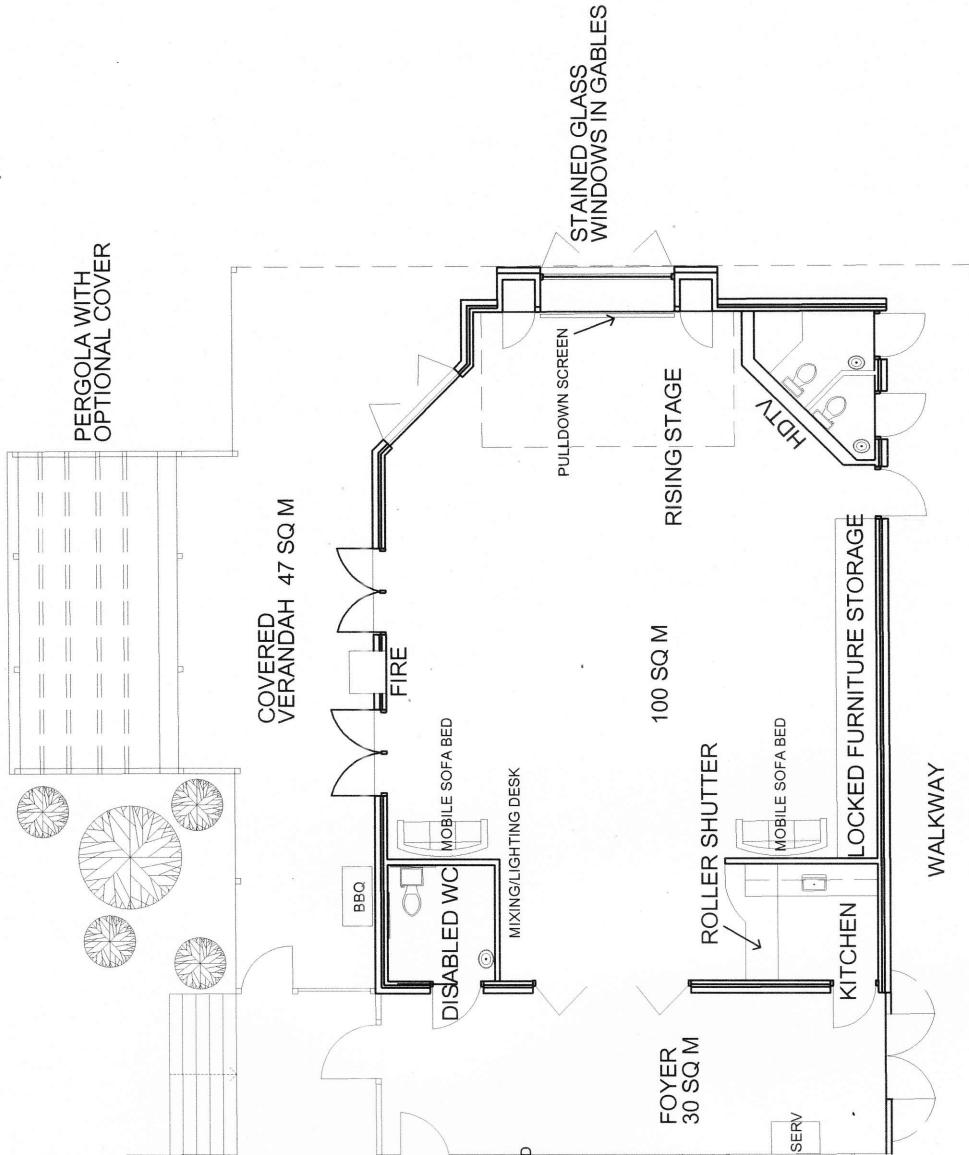 PERGOLA WITH
OPTIONAL COVER
STAINED GLASS
WINDOWS IN GABLES
COVERED
VERANDAH 47 SQ M
PULLDOWN SCREEN
RISING STAGE
HDTV
FIRE
100 SQ M
MOBILE SOFA BED
MIXING/LIGHTING DESK
BBQ
DISABLED WC
ROLLER SHUTTER
MOBILE SOFA BED
LOCKED FURNITURE STORAGE
KITCHEN
WALKWAY
FOYER
30 SQ M
SERV
D